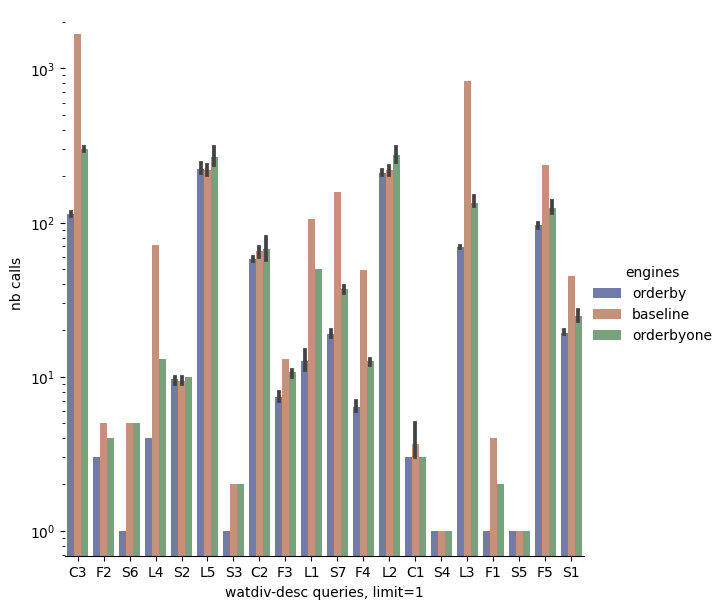 10³
10²
10¹
10⁰
nb calls
C3 F2 S6 L4 S2 L5 S3 C2 F3 L1 S7 F4 L2 C1 S4 L3 F1 S5 F5 S1
watdiv-desc queries, limit=1
engines
orderby
baseline
orderbyone